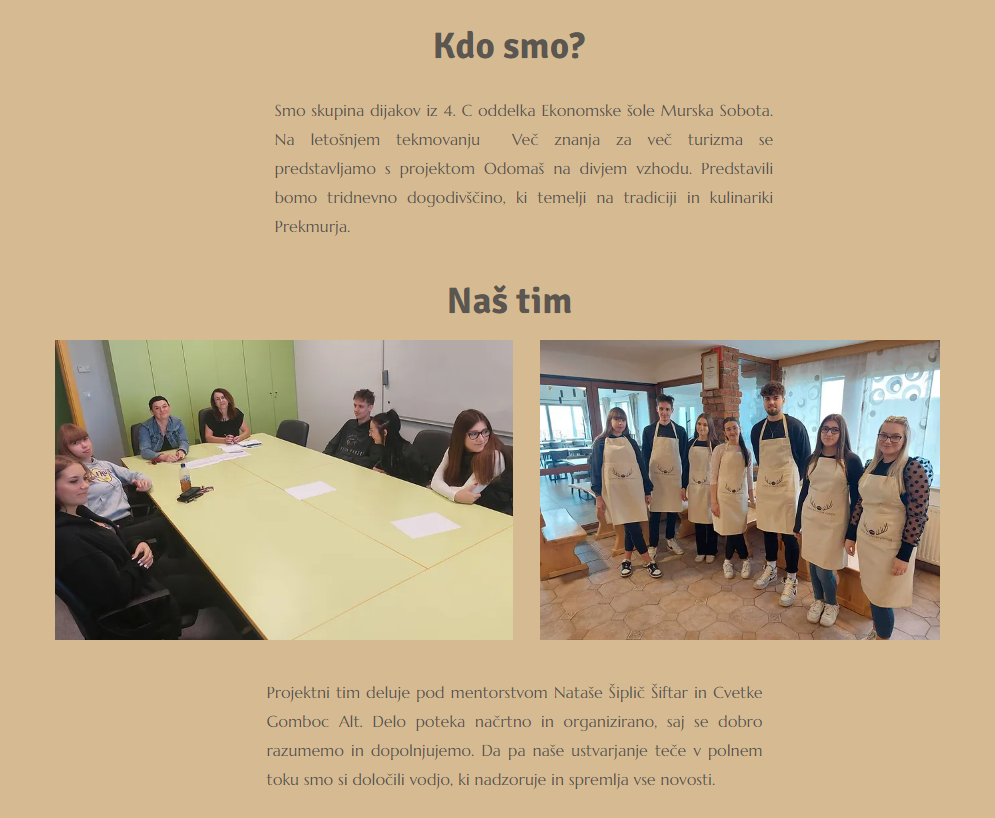 Kdo smo?
Smo skupina dijakov iz 4. C oddelka Ekonomske šole Murska Sobota.
Na letošnjem tekmovanju Več znanja za več turizma se
predstavljamo s projektom Odomaš na divjem vzhodu. Predstavili
bomo tridnevno dogodivščino, ki temelji na tradiciji in kulinariki
Prekmurja.
Naš tim
Projektni tim deluje pod mentorstvom Nataše Šiplič Šiftar in Cvetke
Gomboc Alt. Delo poteka načrtno in organizirano, saj se dobro
razumemo in dopolnjujemo. Da pa naše ustvarjanje teče v polnem
toku smo si določili vodjo, ki nadzoruje in spremlja vse novosti.